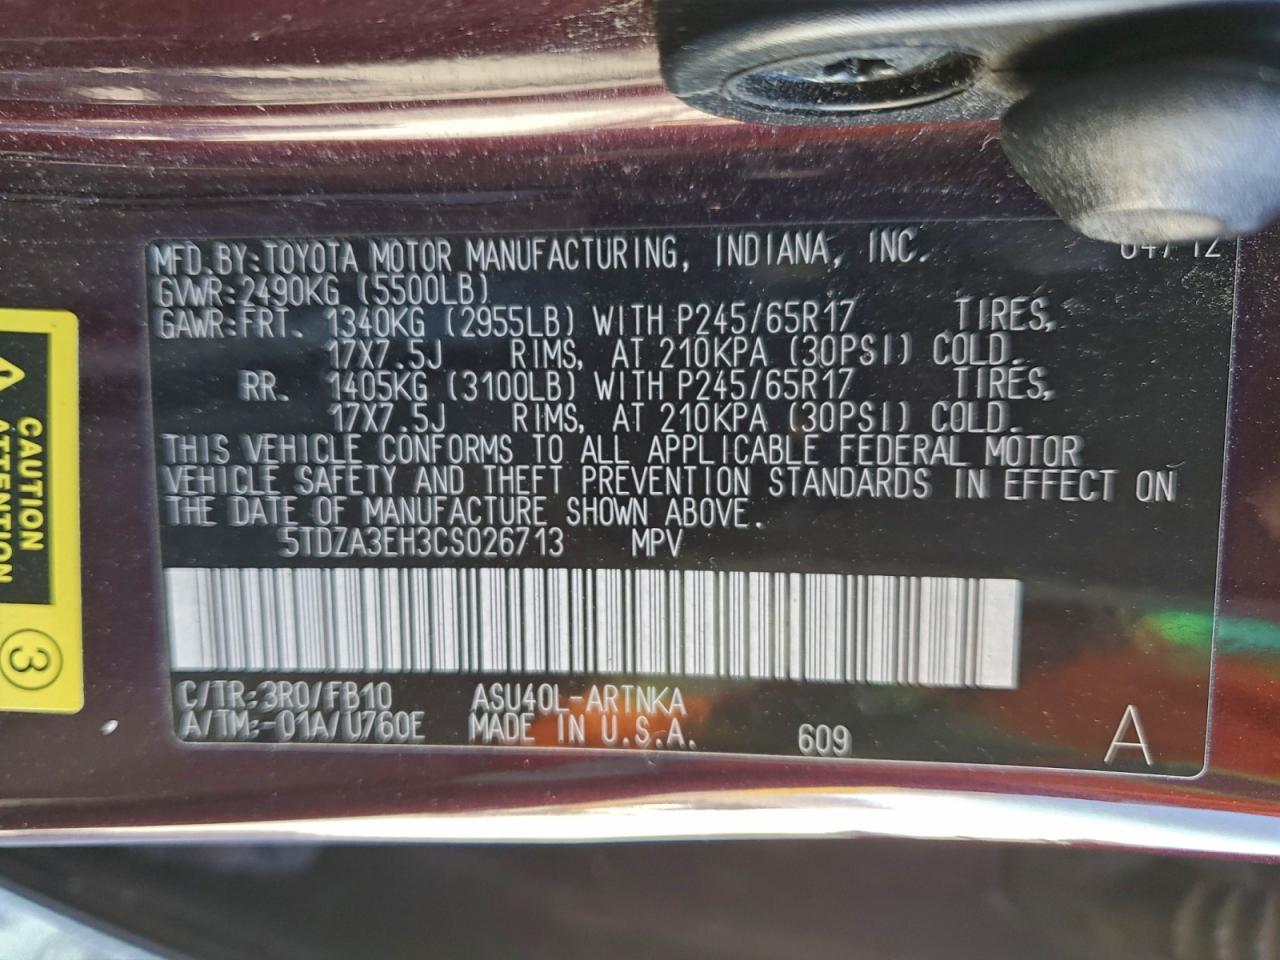 MFD.BY:TOYOTA MOTOR MANUFACTURING, INDIANA, INC. 04/12
GVWR:2490KG (5500LB)
GAWR:FRT. 1340KG (2955LB) WITH P245/65R17 TIRES,
17X7.5J RIMS, AT 210KPA (30PSI) COLD.
RR. 1405KG (3100LB) WITH P245/65R17 TIRES,
17X7.5J RIMS, AT 210KPA (30PSI) COLD.
THIS VEHICLE CONFORMS TO ALL APPLICABLE FEDERAL MOTOR
VEHICLE SAFETY AND THEFT PREVENTION STANDARDS IN EFFECT ON
THE DATE OF MANUFACTURE SHOWN ABOVE.
5TDZA3EH3CS026713 MPV
C/TR:3R0/FB10 ASU40L-ARTNKA
A/TM:-01A/U760E MADE IN U.S.A. 609 A
CAUTION
ATTENTION
3